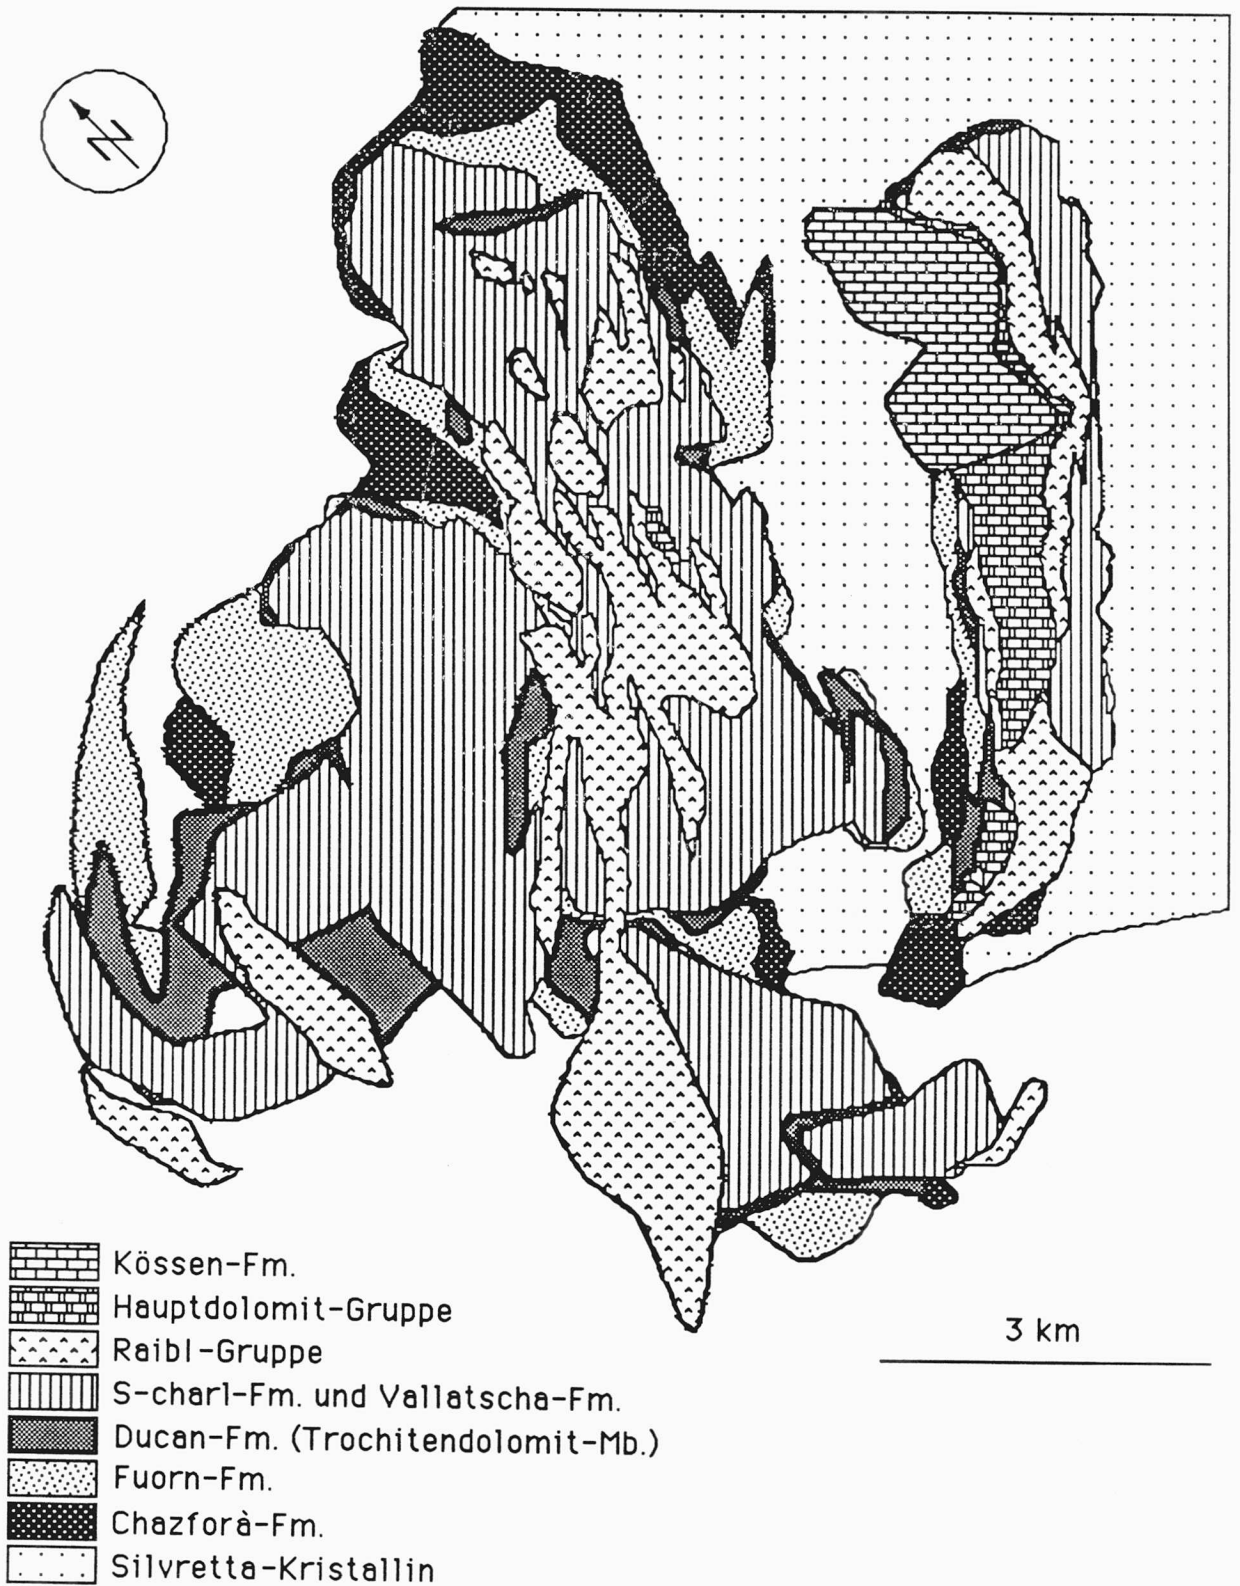 N
Kössen-Fm.
Hauptdolomit-Gruppe
Raibl-Gruppe
3 km
S-charl-Fm. und Vallatscha-Fm.
Ducan-Fm. (Trochitendolomit-Mb.)
Fuorn-Fm.
Chazforà-Fm.
Silvretta-Kristallin